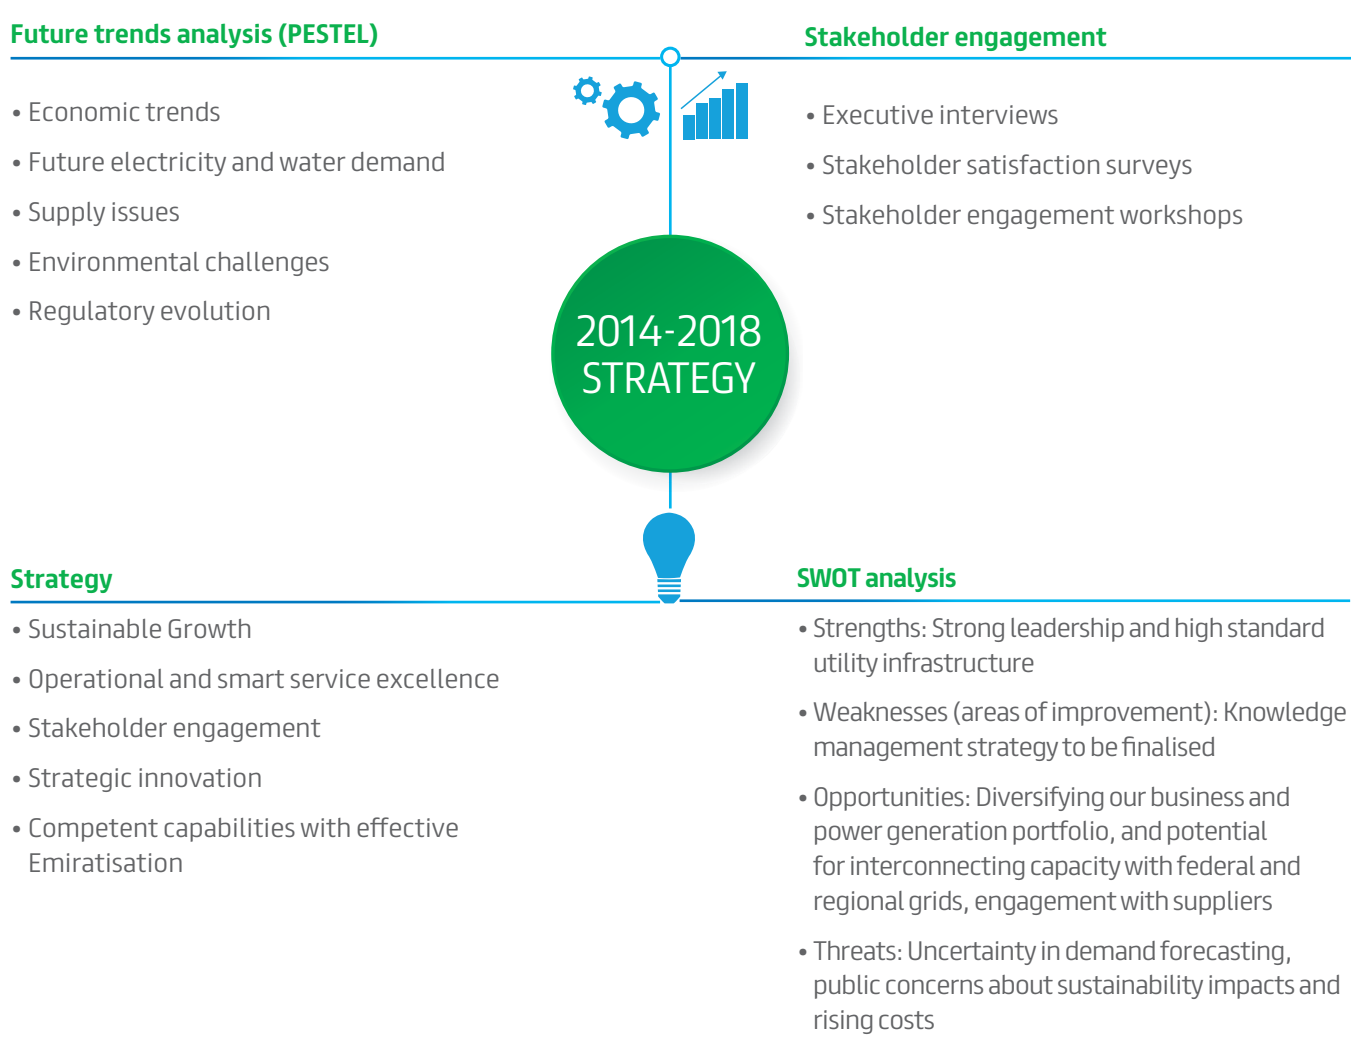 Future trends analysis (PESTEL)
• Economic trends
• Future electricity and water demand
• Supply issues
• Environmental challenges
• Regulatory evolution
Stakeholder engagement
• Executive interviews
• Stakeholder satisfaction surveys
• Stakeholder engagement workshops
2014-2018
STRATEGY
Strategy
• Sustainable Growth
• Operational and smart service excellence
• Stakeholder engagement
• Strategic innovation
• Competent capabilities with effective
Emiratisation
SWOT analysis
• Strengths: Strong leadership and high standard
utility infrastructure
• Weaknesses (areas of improvement): Knowledge
management strategy to be finalised
• Opportunities: Diversifying our business and
power generation portfolio, and potential
for interconnecting capacity with federal and
regional grids, engagement with suppliers
• Threats: Uncertainty in demand forecasting,
public concerns about sustainability impacts and
rising costs